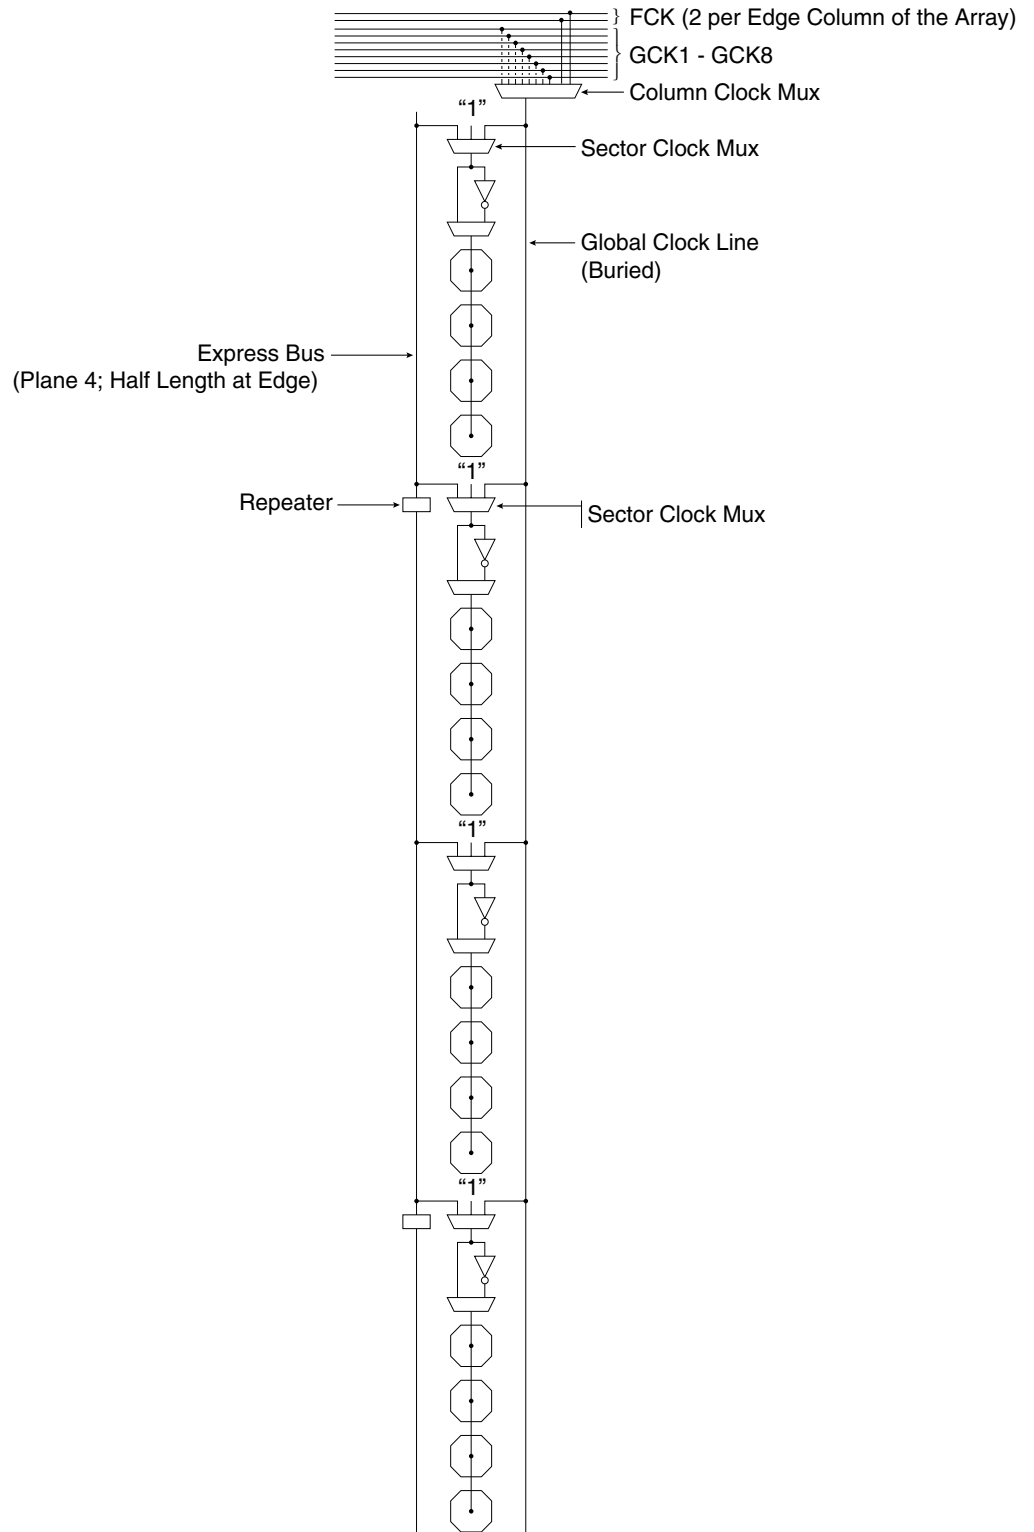 FCK (2 per Edge Column of the Array)
GCK1 - GCK8
Column Clock Mux
“1”
Sector Clock Mux
Global Clock Line
(Buried)
Express Bus
(Plane 4; Half Length at Edge)
“1”
Repeater
Sector Clock Mux
“1”
“1”